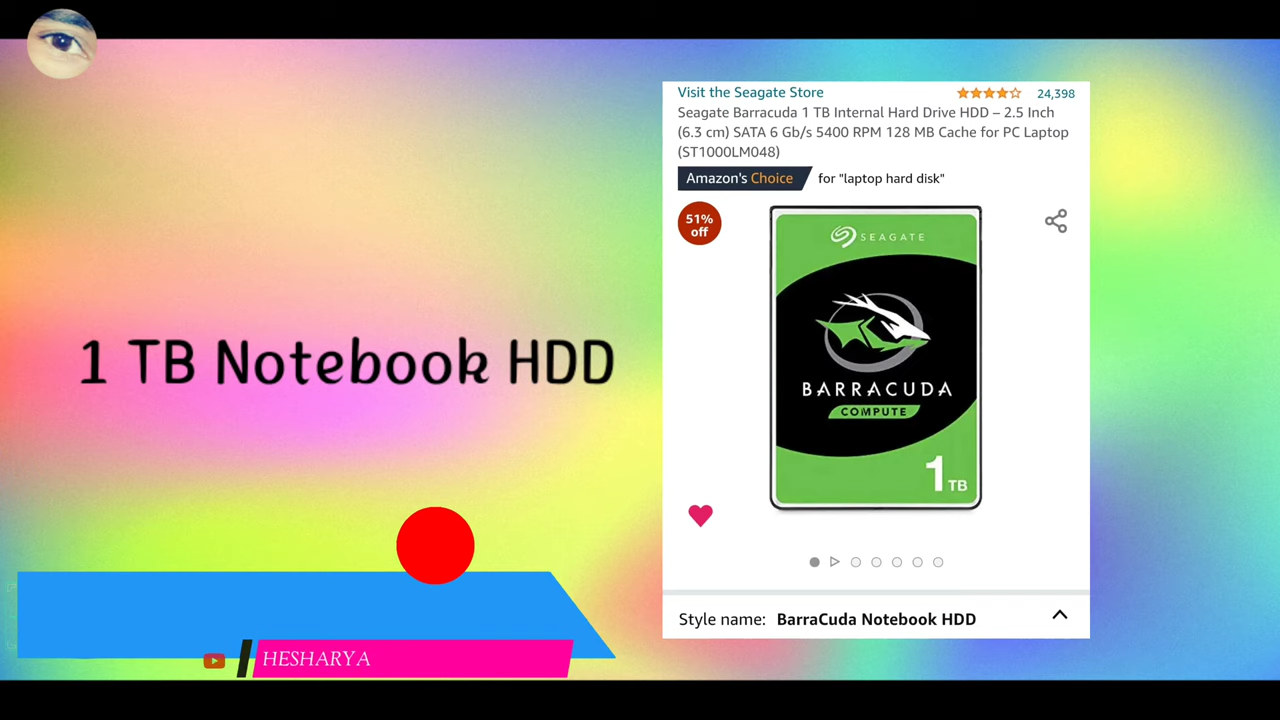 Visit the Seagate Store
24,398
Seagate Barracuda 1 TB Internal Hard Drive HDD – 2.5 Inch
(6.3 cm) SATA 6 Gb/s 5400 RPM 128 MB Cache for PC Laptop
(ST1000LM048)
Amazon's Choice for "laptop hard disk"
51%
off
SEAGATE
BARRACUDA
COMPUTE
1 TB
1 TB Notebook HDD
Style name: BarraCuda Notebook HDD
HESHARYA